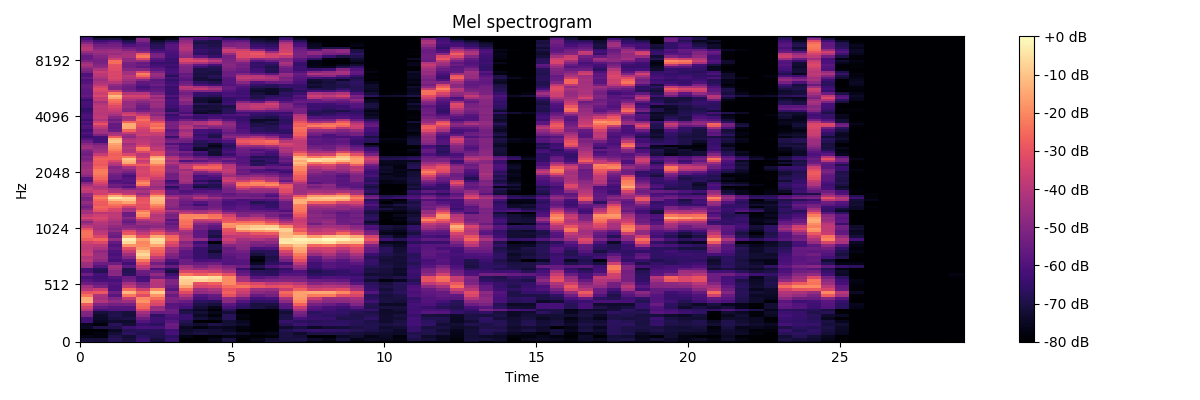 Mel spectrogram
8192
4096
2048
1024
512
0
Hz
0 5 10 15 20 25
Time
+0 dB
-10 dB
-20 dB
-30 dB
-40 dB
-50 dB
-60 dB
-70 dB
-80 dB